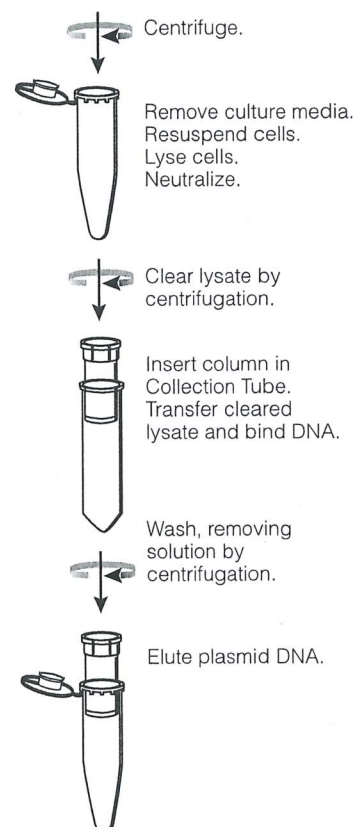 Centrifuge.
Remove culture media.
Resuspend cells.
Lyse cells.
Neutralize.
Clear lysate by
centrifugation.
Insert column in
Collection Tube.
Transfer cleared
lysate and bind DNA.
Wash, removing
solution by
centrifugation.
Elute plasmid DNA.